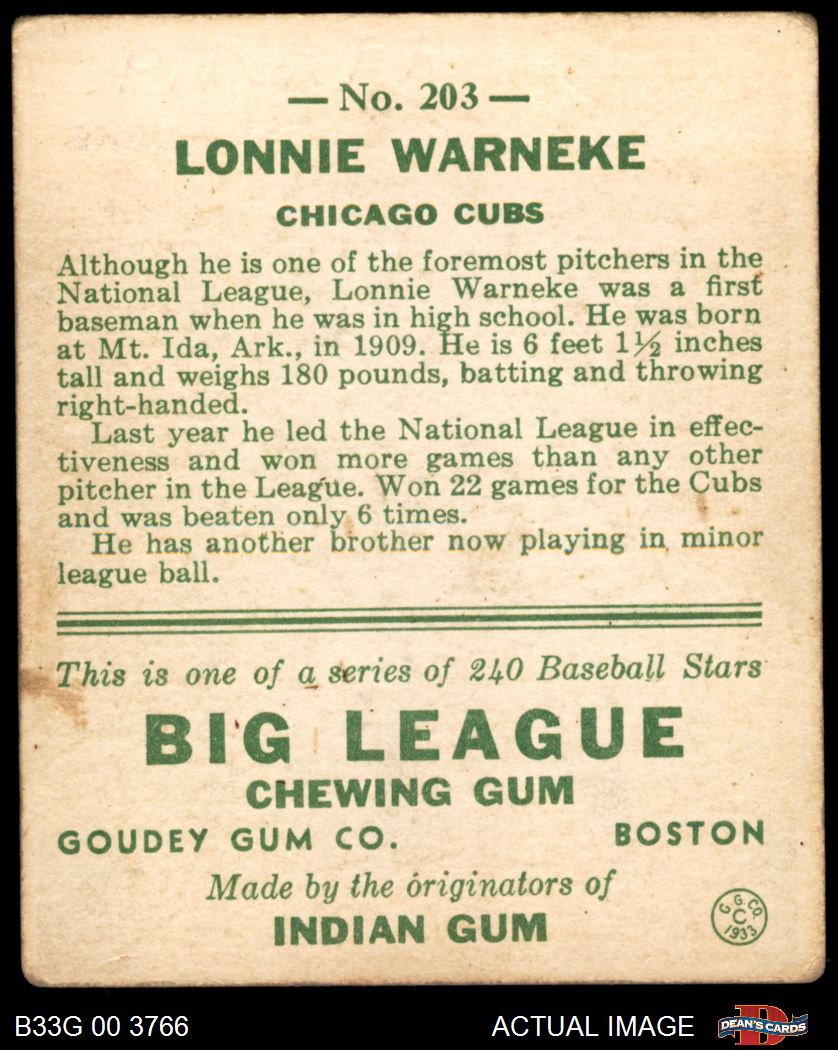 — No. 203 —
LONNIE WARNEKE
CHICAGO CUBS
Although he is one of the foremost pitchers in the
National League, Lonnie Warneke was a first
baseman when he was in high school. He was born
at Mt. Ida, Ark., in 1909. He is 6 feet 1½ inches
tall and weighs 180 pounds, batting and throwing
right-handed.
Last year he led the National League in effec-
tiveness and won more games than any other
pitcher in the League. Won 22 games for the Cubs
and was beaten only 6 times.
He has another brother now playing in minor
league ball.
This is one of a series of 240 Baseball Stars
BIG LEAGUE
CHEWING GUM
GOUDEY GUM CO. BOSTON
Made by the originators of
INDIAN GUM
G. G. CO.
C
1933
B33G 00 3766
ACTUAL IMAGE
D
DEAN'S CARDS